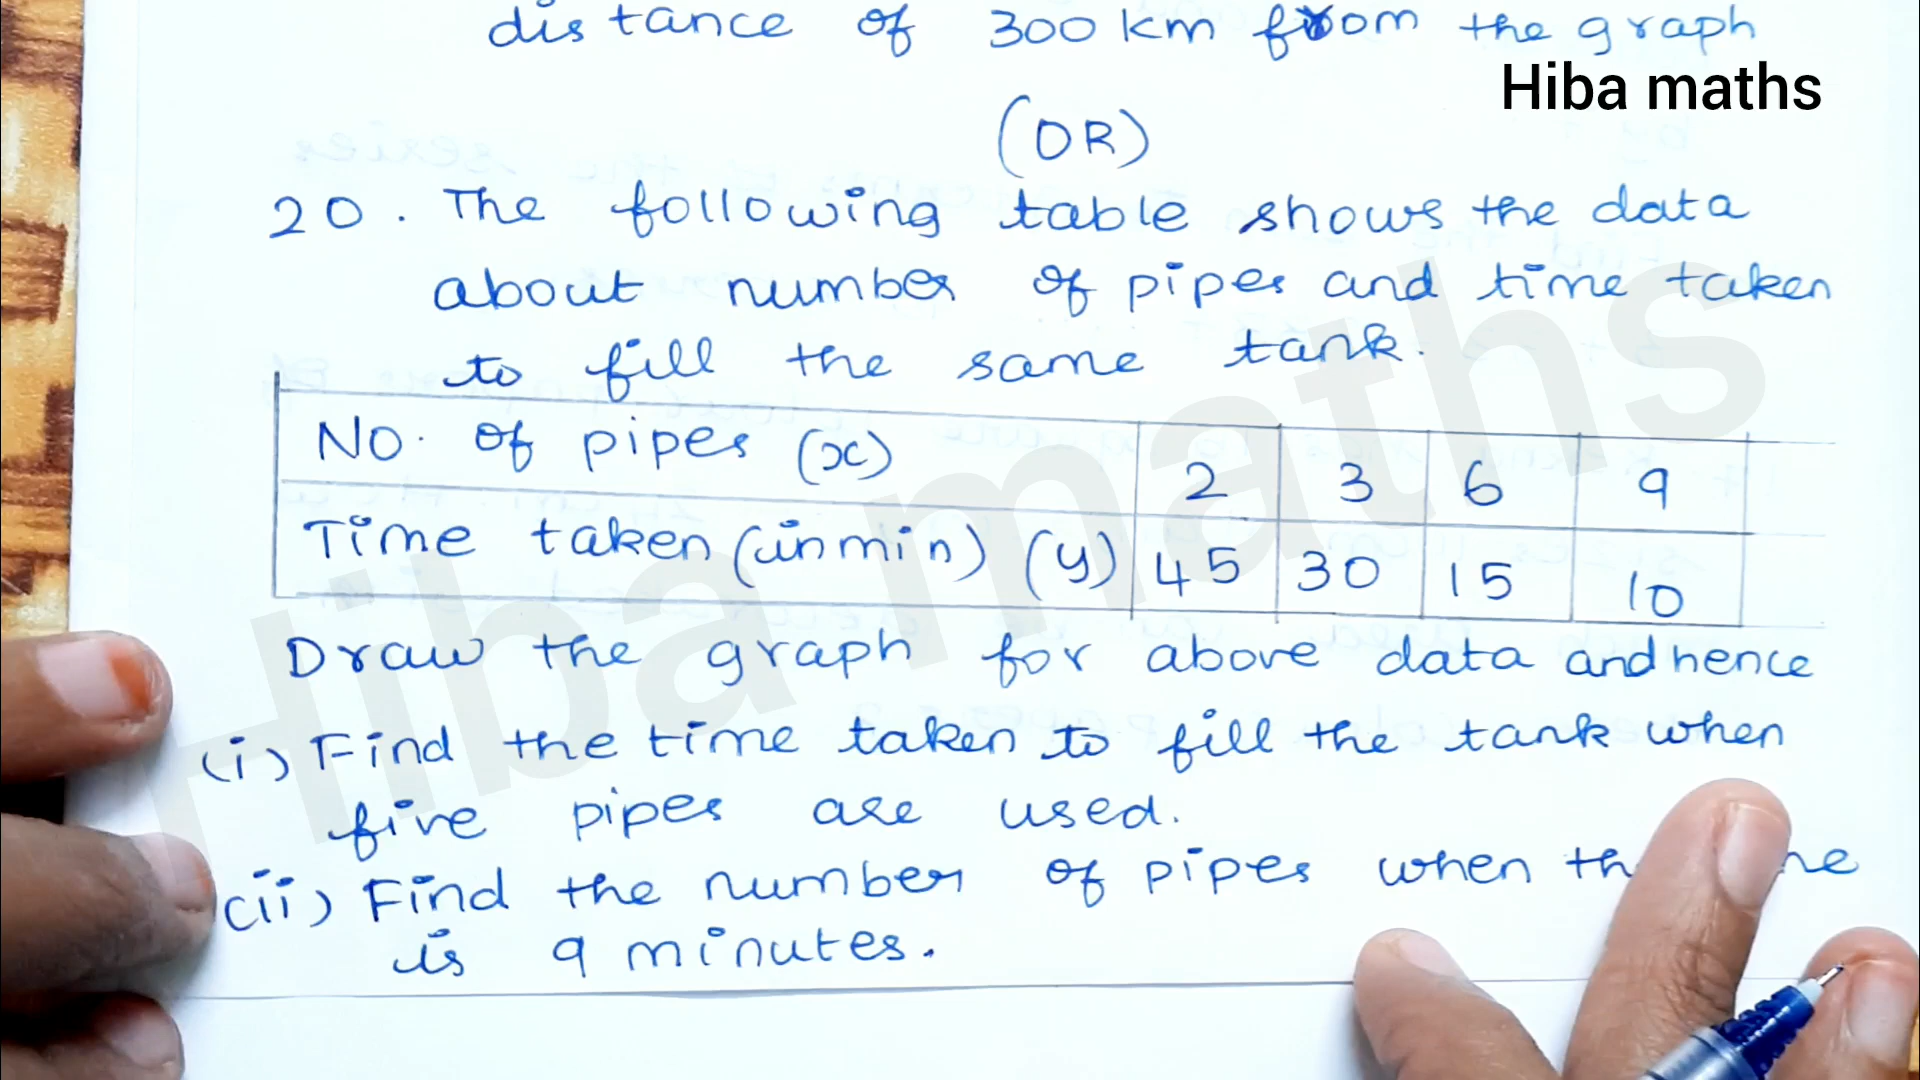 distance of 300 km from the graph
Hiba maths
(OR)
20. The following table shows the data
about number of pipes and time taken
to fill the same tank.
No. of pipes (x) 2 3 6 9
Time taken (in min) (y) 45 30 15 10
Draw the graph for above data and hence
(i) Find the time taken to fill the tank when
five pipes are used.
(ii) Find the number of pipes when
is 9 minutes.
Hiba maths